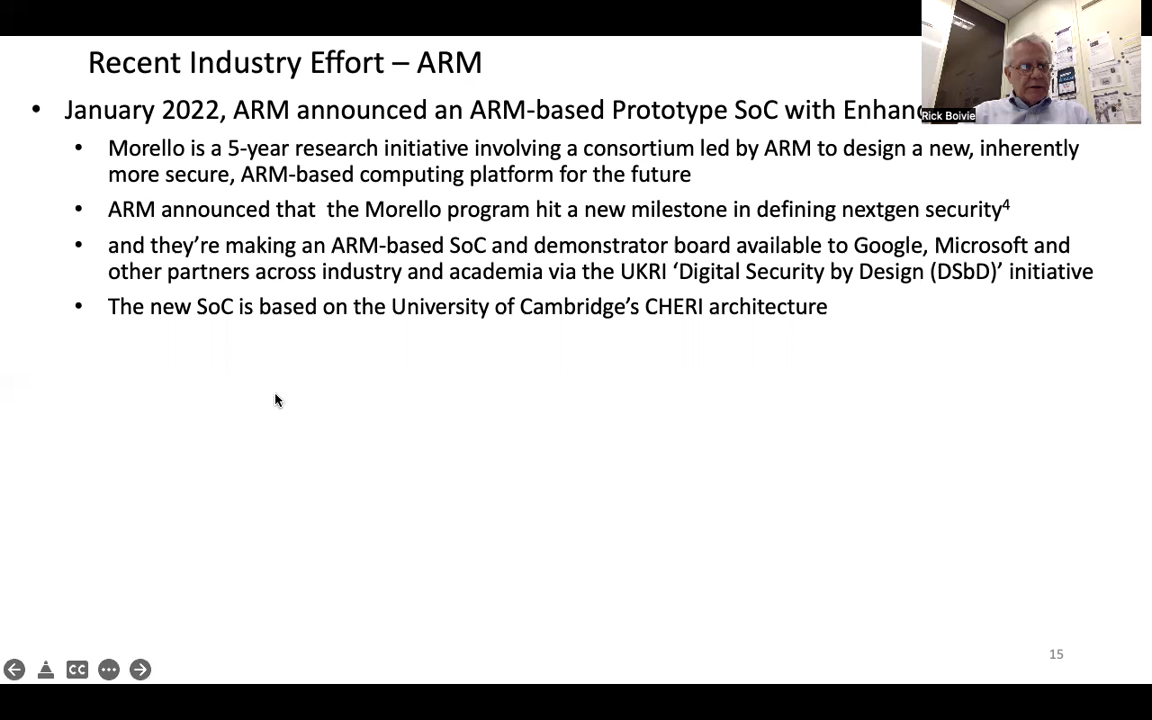 Recent Industry Effort – ARM
• January 2022, ARM announced an ARM-based Prototype SoC with
Rick Boivie
• Morello is a 5-year research initiative involving a consortium led by ARM to design a new, inherently
more secure, ARM-based computing platform for the future
• ARM announced that  the Morello program hit a new milestone in defining nextgen security⁴
• and they’re making an ARM-based SoC and demonstrator board available to Google, Microsoft and
other partners across industry and academia via the UKRI ‘Digital Security by Design (DSbD)’ initiative
• The new SoC is based on the University of Cambridge’s CHERI architecture
15
CC